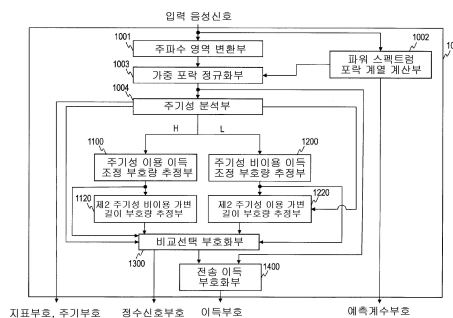 입력 음성신호
1001
주파수 영역 변환부
1002
파워 스펙트럼
포락 계열 계산부
10
1003
가중 포락 정규화부
1004
주기성 분석부
H
L
1100
주기성 이용 이득
조정 부호량 추정부
1200
주기성 비이용 이득
조정 부호량 추정부
1120
제2 주기성 이용 가변
길이 부호량 추정부
1220
제2 주기성 비이용 가변
길이 부호량 추정부
비교선택 부호화부
1300
전송 이득
부호화부
1400
지표부호, 주기부호
정수신호부호
이득부호
예측계수부호